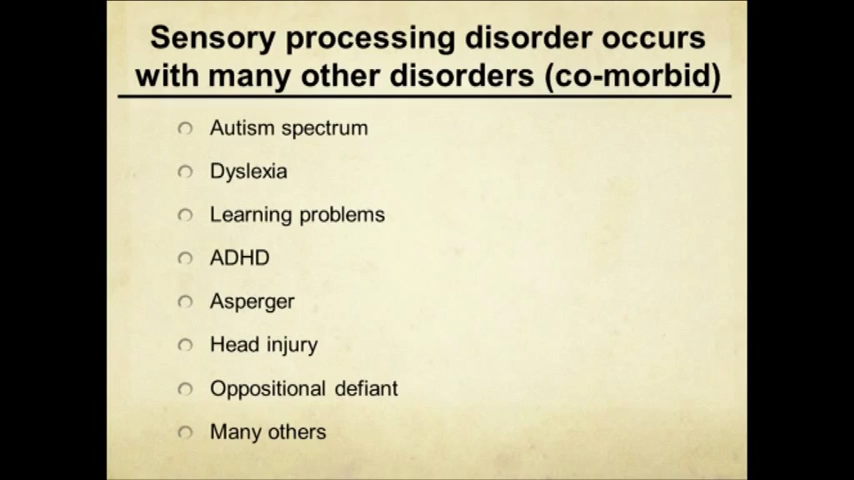 Sensory processing disorder occurs
with many other disorders (co-morbid)
Autism spectrum
Dyslexia
Learning problems
ADHD
Asperger
Head injury
Oppositional defiant
Many others